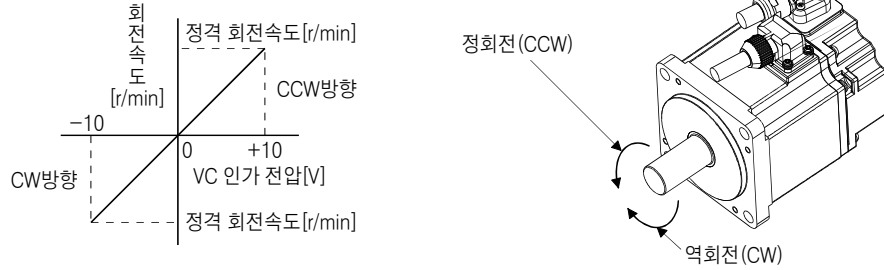 회전속도
[r/min]
정격 회전속도[r/min]
CCW방향
−10
0
+10
CW방향
VC 인가 전압[V]
정격 회전속도[r/min]
정회전(CCW)
역회전(CW)